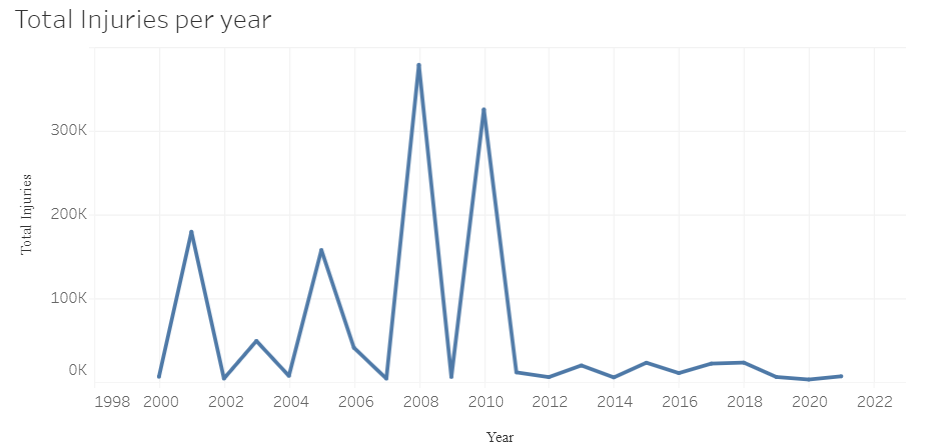 Total Injuries per year
300K
200K
100K
0K
Total Injuries
1998 2000 2002 2004 2006 2008 2010 2012 2014 2016 2018 2020 2022
Year